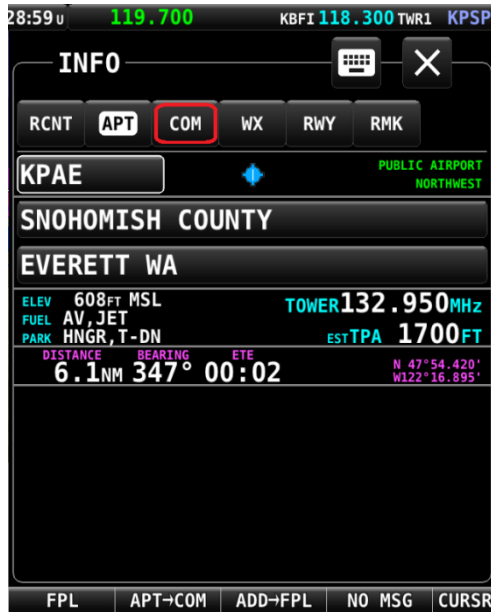 28:59U 119.700 KBFI 118.300 TWR1 KPSP
INFO
RCNT APT COM WX RWY RMK
KPAE PUBLIC AIRPORT
NORTHWEST
SNOHOMISH COUNTY
EVERETT WA
ELEV 608FT MSL
FUEL AV,JET
PARK HNGR,T-DN
TOWER132.950MHz
ESTTPA 1700FT
DISTANCE BEARING ETE
6.1NM 347° 00:02
N 47°54.420'
W122°16.895'
FPL APT→COM ADD→FPL NO MSG CURSR